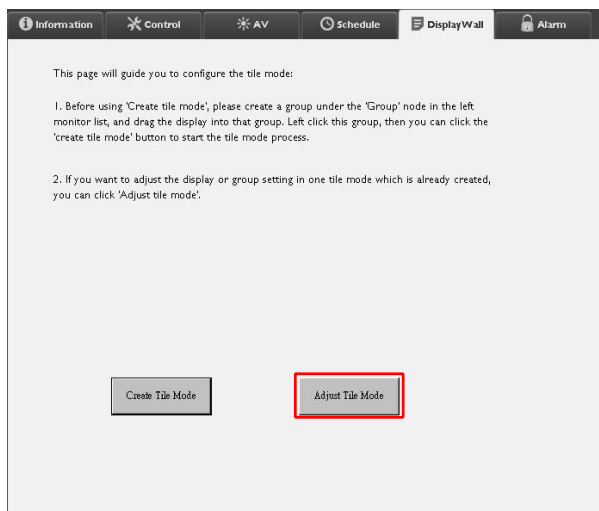 Information Control AV Schedule DisplayWall Alarm
This page will guide you to configure the tile mode:
1. Before using 'Create tile mode', please create a group under the 'Group' node in the left
monitor list, and drag the display into that group. Left click this group, then you can click the
'create tile mode' button to start the tile mode process.
2. If you want to adjust the display or group setting in one tile mode which is already created,
you can click 'Adjust tile mode'.
Create Tile Mode Adjust Tile Mode